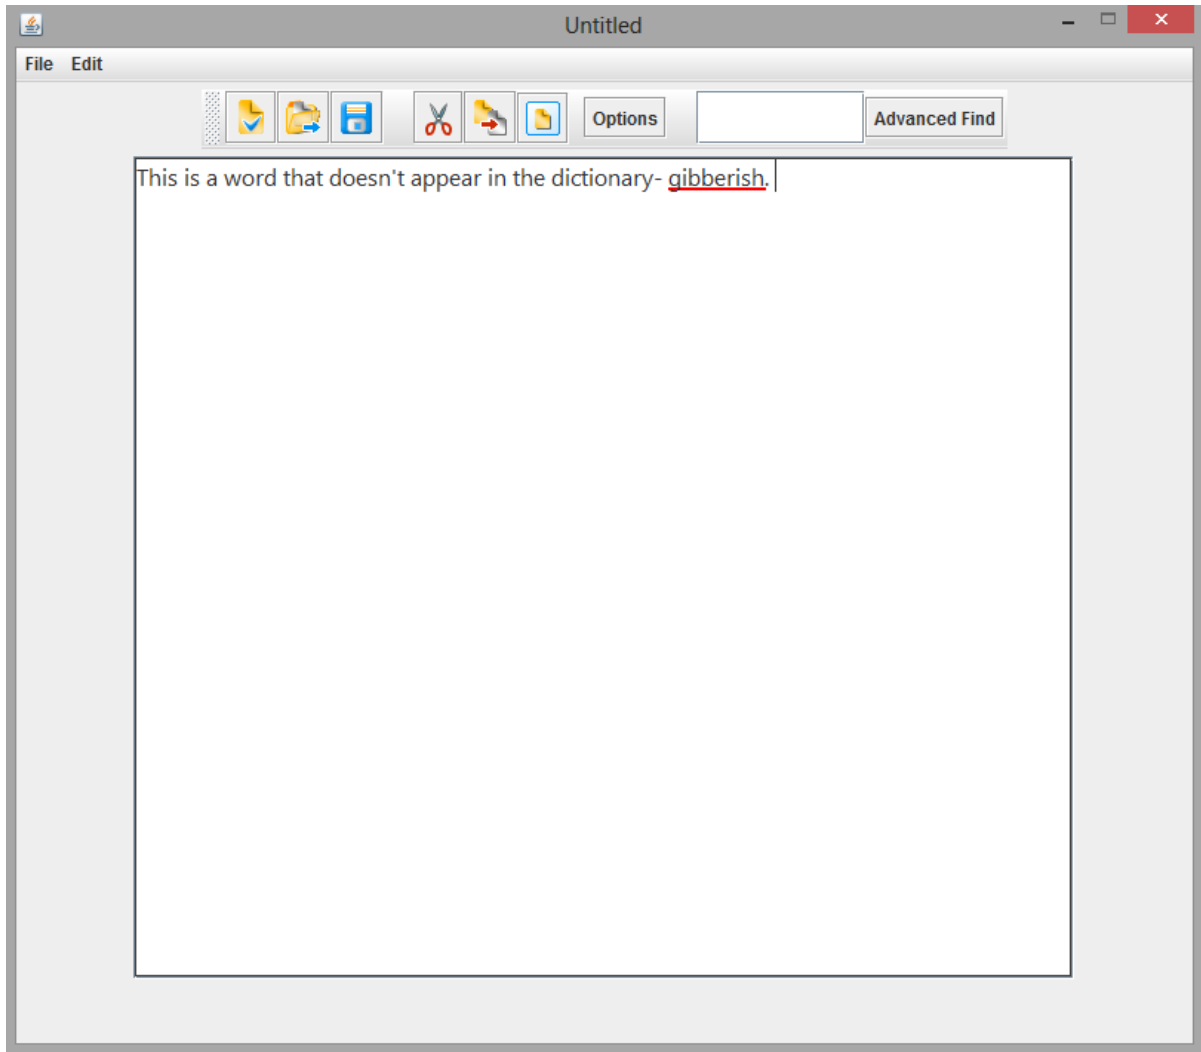 Untitled
File Edit
Options Advanced Find
This is a word that doesn't appear in the dictionary- gibberish.